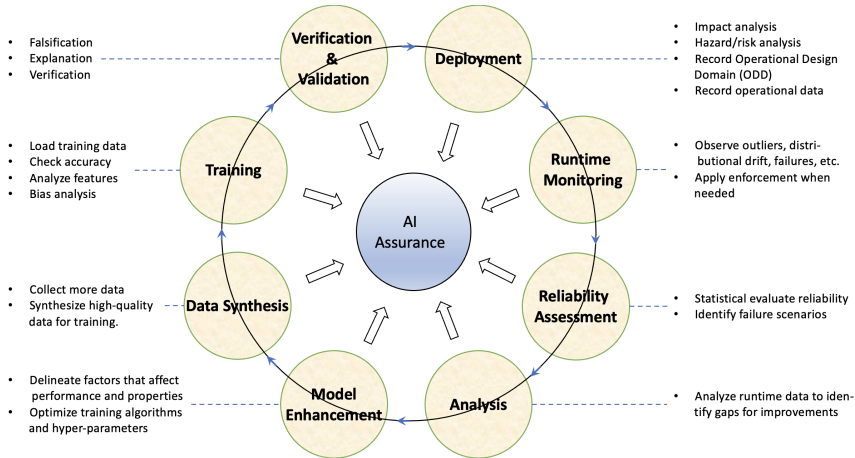 • Falsification
• Explanation
• Verification
Verification
&
Validation
Deployment
• Impact analysis
• Hazard/risk analysis
• Record Operational Design
Domain (ODD)
• Record operational data
• Load training data
• Check accuracy
• Analyze features
• Bias analysis
Training
Runtime
Monitoring
• Observe outliers, distri-
butional drift, failures, etc.
• Apply enforcement when
needed
AI
Assurance
• Collect more data
• Synthesize high-quality
data for training.
Data Synthesis
Reliability
Assessment
• Statistical evaluate reliability
• Identify failure scenarios
• Delineate factors that affect
performance and properties
• Optimize training algorithms
and hyper-parameters
Model
Enhancement
Analysis
• Analyze runtime data to iden-
tify gaps for improvements